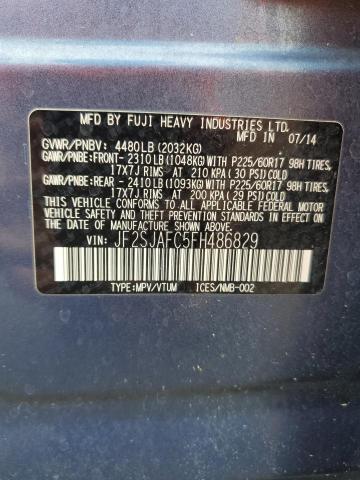 MFD. BY FUJI HEAVY INDUSTRIES LTD.
MFD IN 07/14
GVWR/PNBV: 4480LB(2032KG)
GAWR/PNBE:FRONT- 2310LB(1048KG)WITH P225/60R17 98H TIRES,
17X7J RIMS AT 210 KPA( 30 PSI)COLD
GAWR/PNBE:REAR - 2410LB(1093KG)WITH P225/60R17 98H TIRES,
17X7J RIMS AT 200 KPA( 29 PSI)COLD
THIS VEHICLE CONFORMS TO ALL APPLICABLE
FEDERAL MOTOR VEHICLE SAFETY AND
THEFT PREVENTION STANDARDS IN EFFECT ON
THE DATE OF MANUFACTURE SHOWN ABOVE.
VIN: JF2SJAFC5FH486829
TYPE:MPV/VTUM ICES/NMB-002